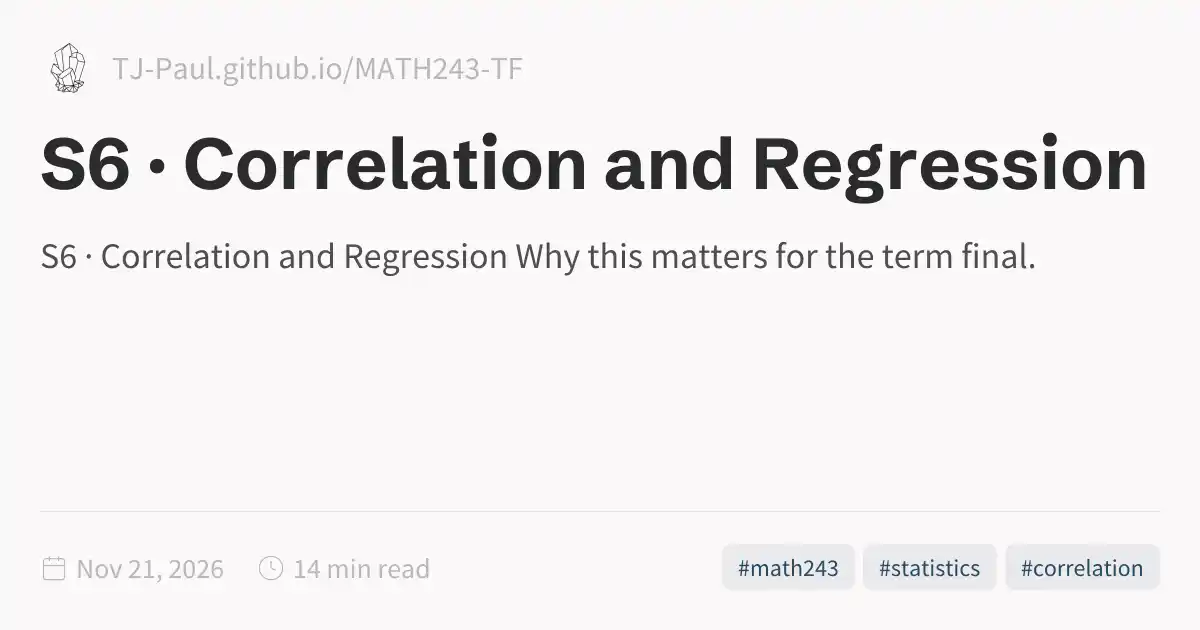 TJ-Paul.github.io/MATH243-TF
S6 · Correlation and Regression
S6 · Correlation and Regression Why this matters for the term final.
Nov 21, 2026
14 min read
#math243
#statistics
#correlation